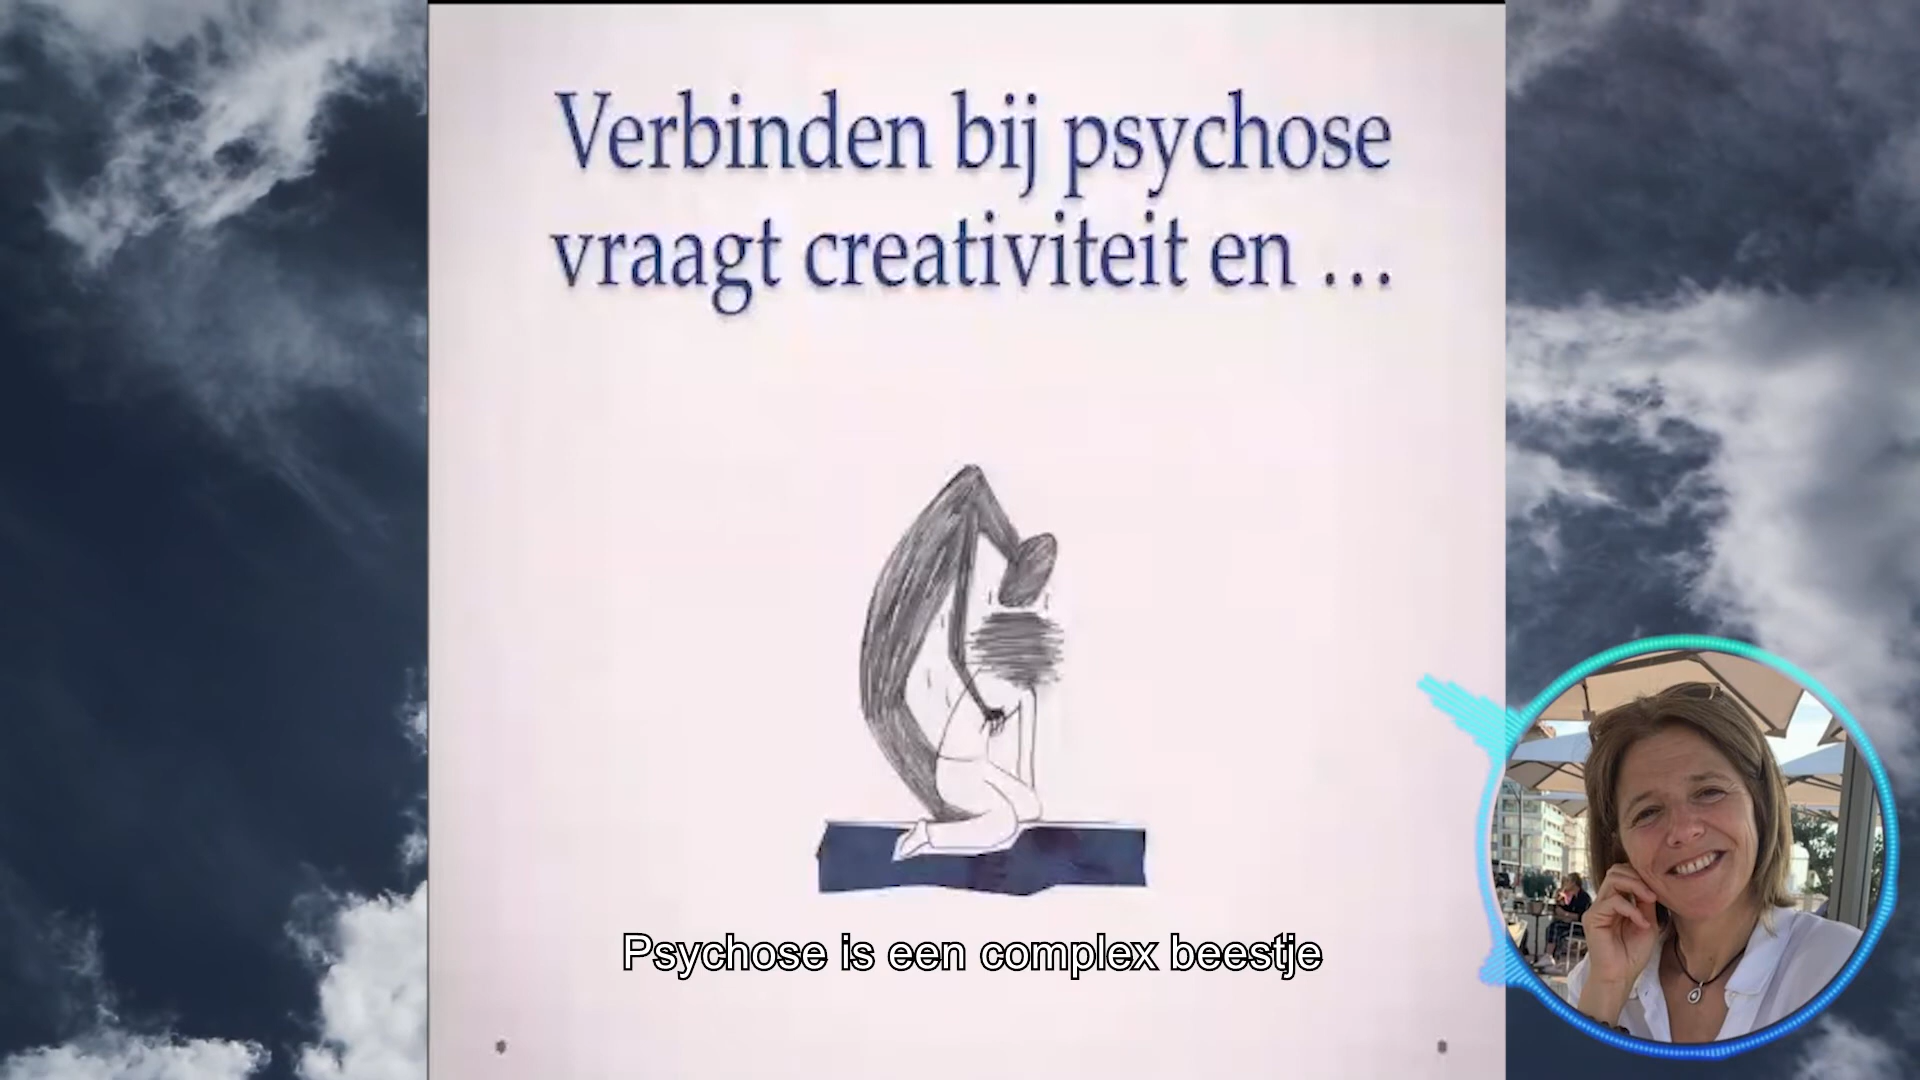 Verbinden bij psychose
vraagt creativiteit en ...
Psychose is een complex beestje